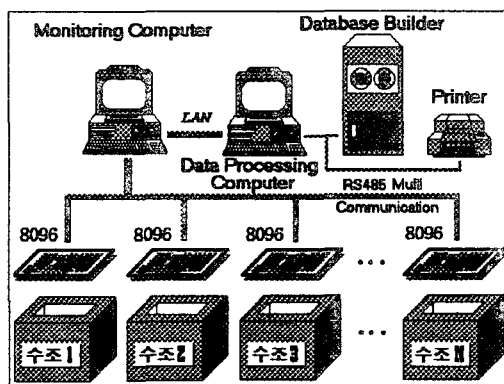 Database Builder
Monitoring Computer
Printer
LAN
Data Processing
Computer
RS485 Multi
Communication
8096
8096
8096
8096
...
수조 1
수조 2
수조 3
...
수조 N